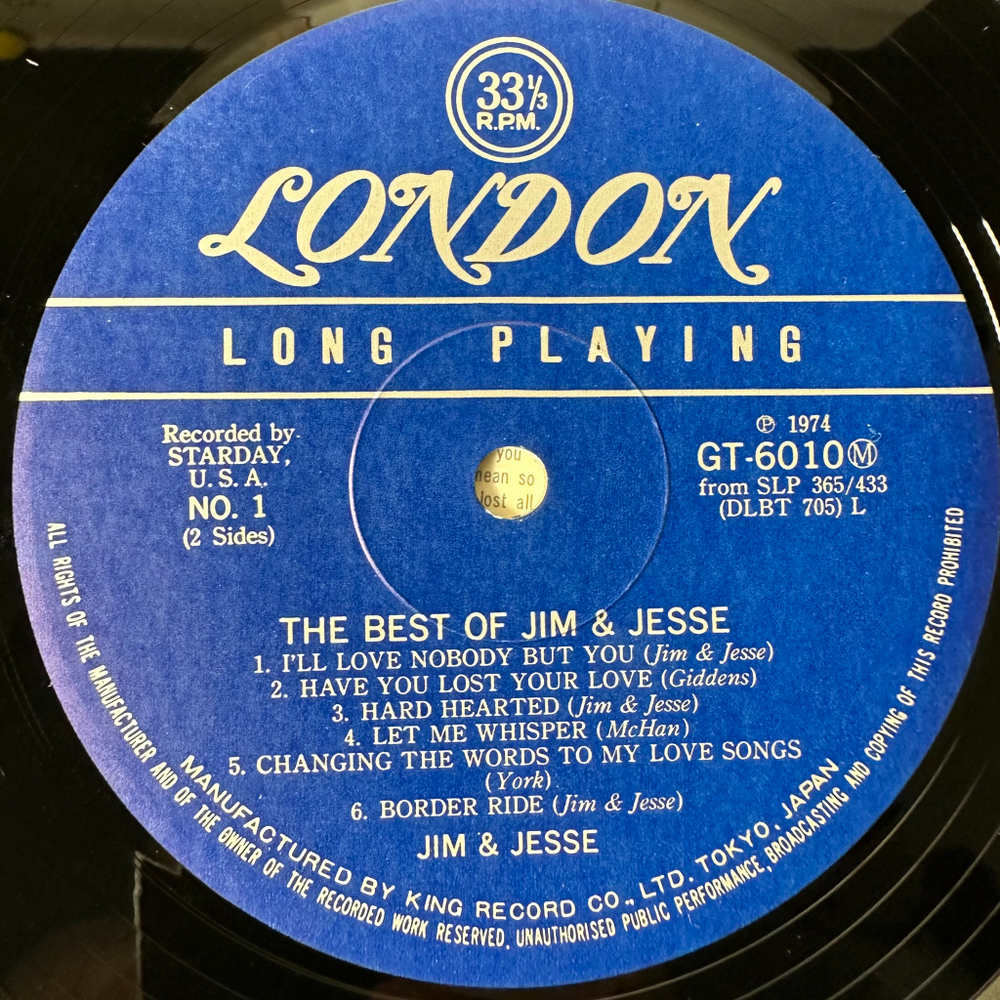 33 1/3
R.P.M.
LONDON
LONG PLAYING
Recorded by
STARDAY,
U.S.A.
NO. 1
(2 Sides)
℗ 1974
GT-6010 Ⓜ
from SLP 365/433
(DLBT 705) L
you
nean so
lost all
THE BEST OF JIM & JESSE
1. I'LL LOVE NOBODY BUT YOU (Jim & Jesse)
2. HAVE YOU LOST YOUR LOVE (Giddens)
3. HARD HEARTED (Jim & Jesse)
4. LET ME WHISPER (McHan)
5. CHANGING THE WORDS TO MY LOVE SONGS
(York)
6. BORDER RIDE (Jim & Jesse)
JIM & JESSE
MANUFACTURED BY KING RECORD CO., LTD. TOKYO, JAPAN
ALL RIGHTS OF THE MANUFACTURER AND OF THE OWNER OF THE RECORDED WORK RESERVED. UNAUTHORISED PUBLIC PERFORMANCE, BROADCASTING AND COPYING OF THIS RECORD PROHIBITED